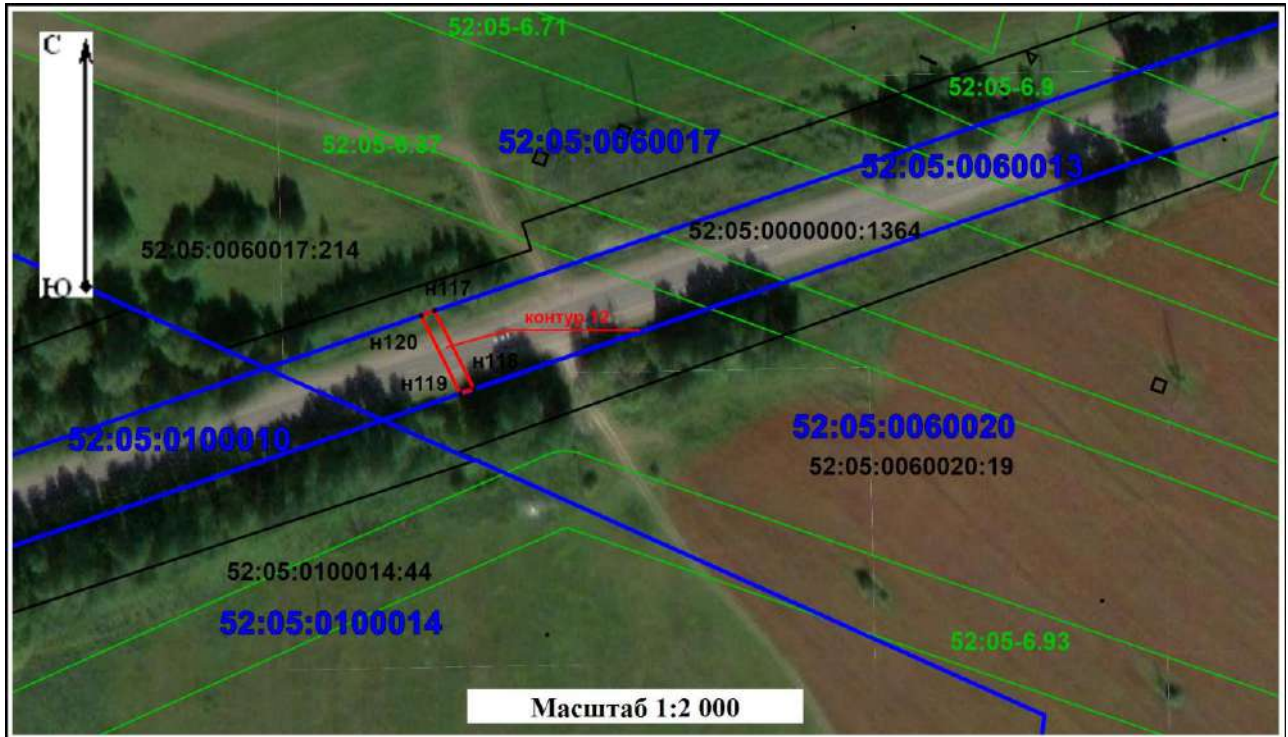 С
52:05-6.71
52:05-6.9
52:05-6.87
52:05:0060017
52:05:0060013
52:05:0000000:1364
52:05:0060017:214
Ю
н117
контур 12
н120
н118
н119
52:05:0100010
52:05:0060020
52:05:0060020:19
52:05:0100014:44
52:05:0100014
52:05-6.93
Масштаб 1:2 000